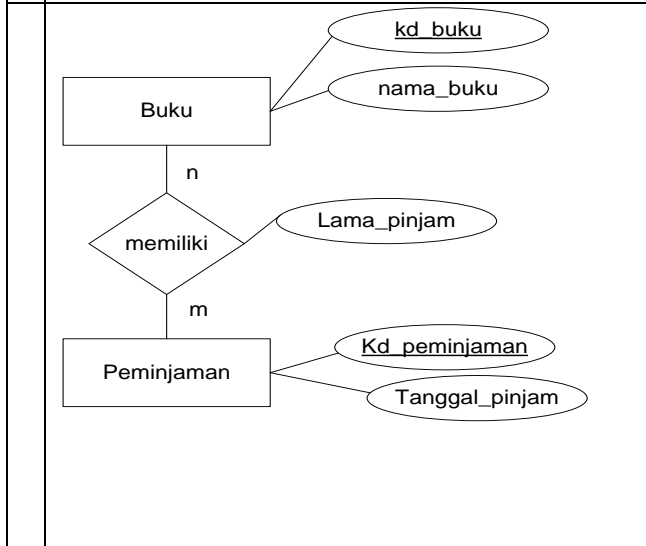 kd_buku
nama_buku
Buku
n
Lama_pinjam
memiliki
m
Kd_peminjaman
Peminjaman
Tanggal_pinjam